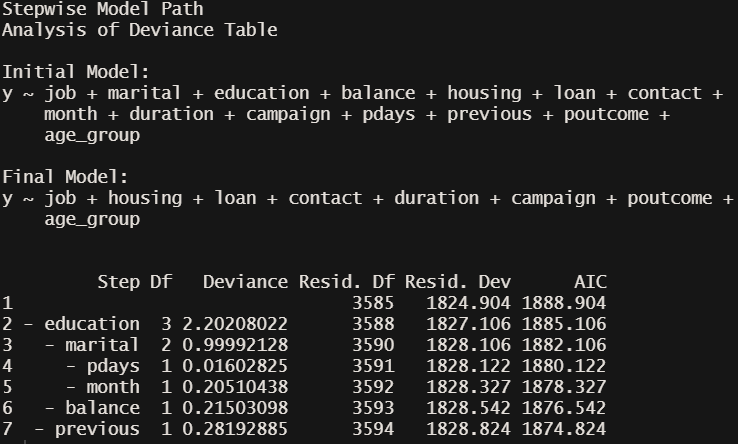 Stepwise Model Path
Analysis of Deviance Table
Initial Model:
y ~ job + marital + education + balance + housing + loan + contact +
    month + duration + campaign + pdays + previous + poutcome +
    age_group
Final Model:
y ~ job + housing + loan + contact + duration + campaign + poutcome +
    age_group
         Step Df   Deviance Resid. Df Resid. Dev      AIC
1                                3585   1824.904 1888.904
2 - education  3 2.20208022      3588   1827.106 1885.106
3   - marital  2 0.99992128      3590   1828.106 1882.106
4     - pdays  1 0.01602825      3591   1828.122 1880.122
5     - month  1 0.20510438      3592   1828.327 1878.327
6   - balance  1 0.21503098      3593   1828.542 1876.542
7  - previous  1 0.28192885      3594   1828.824 1874.824